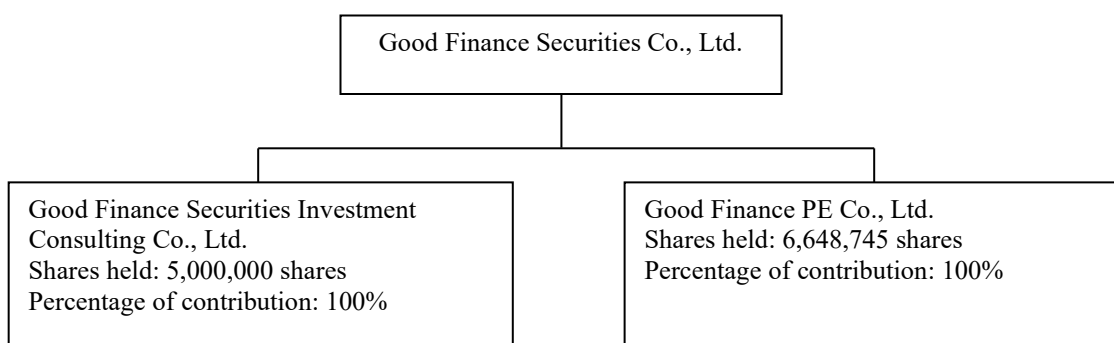 Good Finance Securities Co., Ltd.
Good Finance Securities Investment
Consulting Co., Ltd.
Shares held: 5,000,000 shares
Percentage of contribution: 100%
Good Finance PE Co., Ltd.
Shares held: 6,648,745 shares
Percentage of contribution: 100%